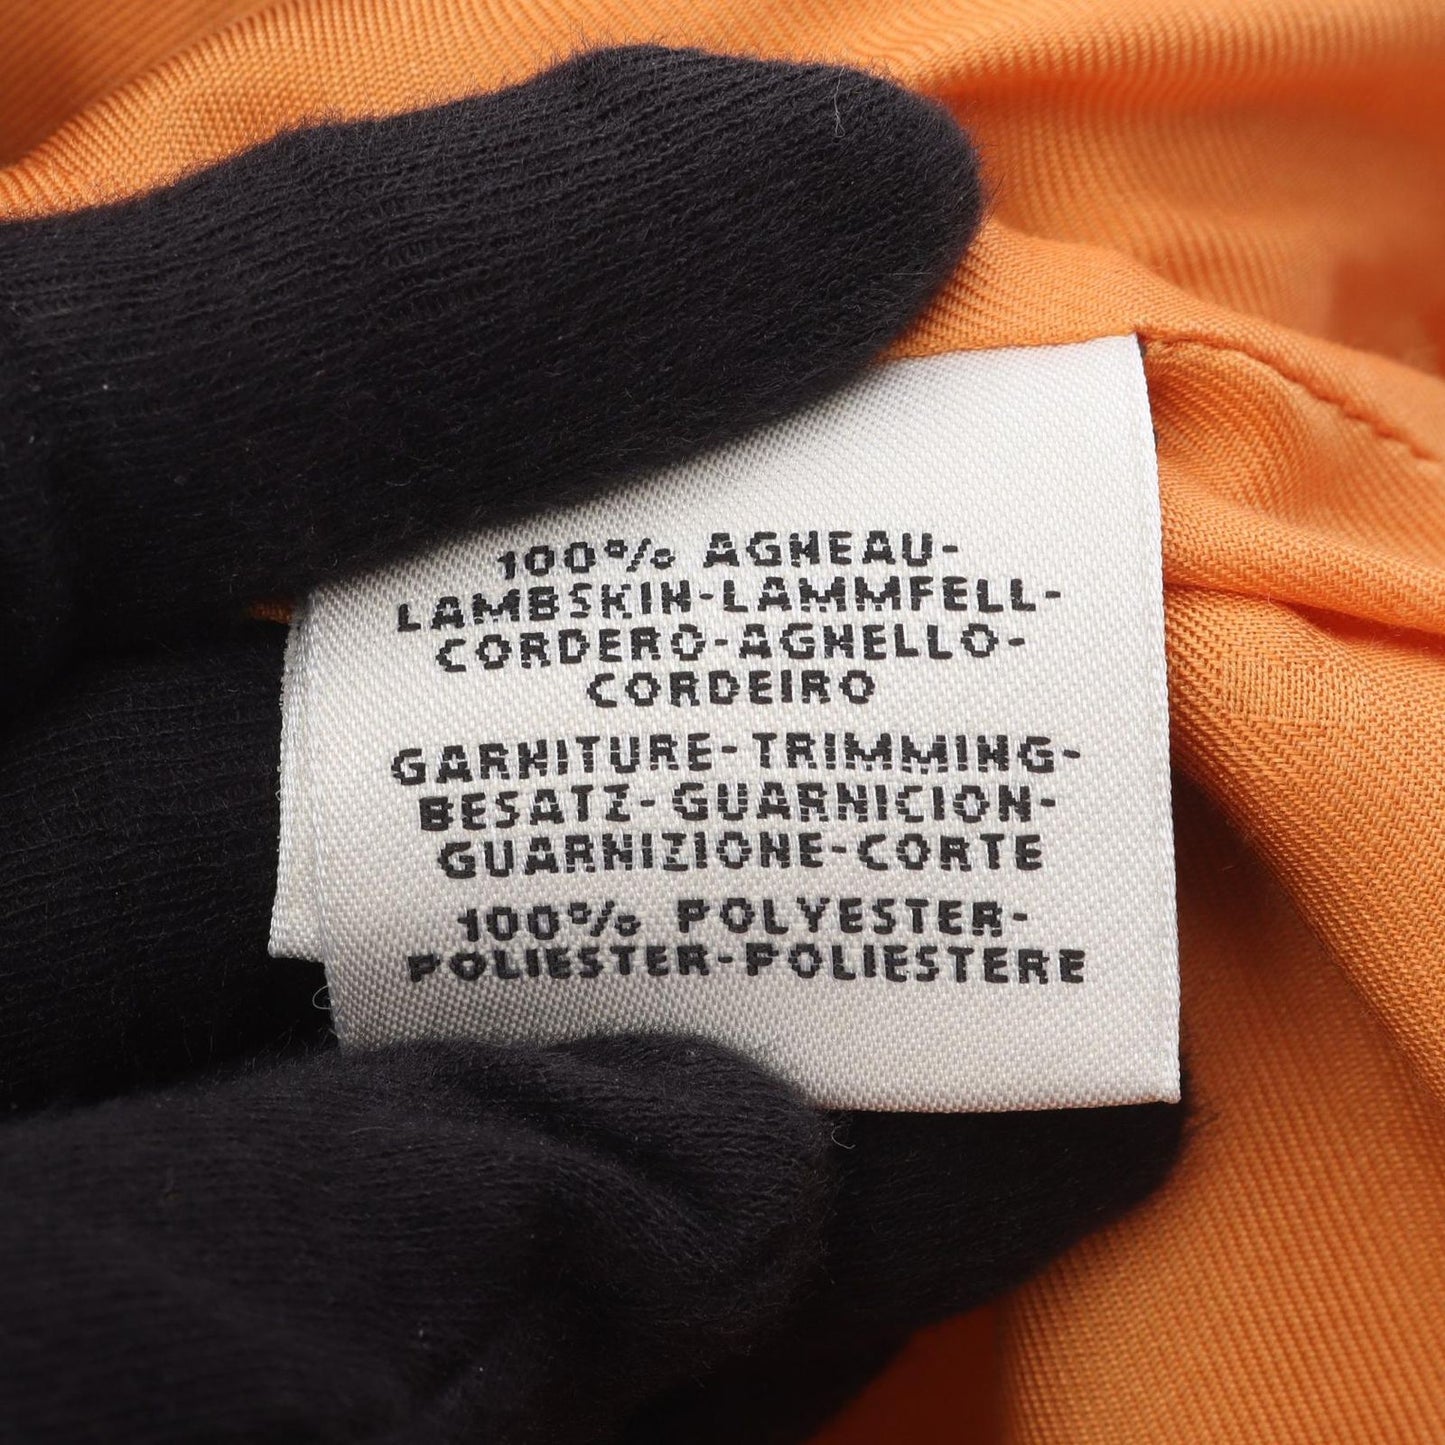 100% AGNEAU-
LAMBSKIN-LAMMFELL-
CORDERO-AGNELLO-
CORDEIRO
GARNITURE-TRIMMING-
BESATZ-GUARNICION-
GUARNIZIONE-CORTE
100% POLYESTER-
POLIESTER-POLIESTERE